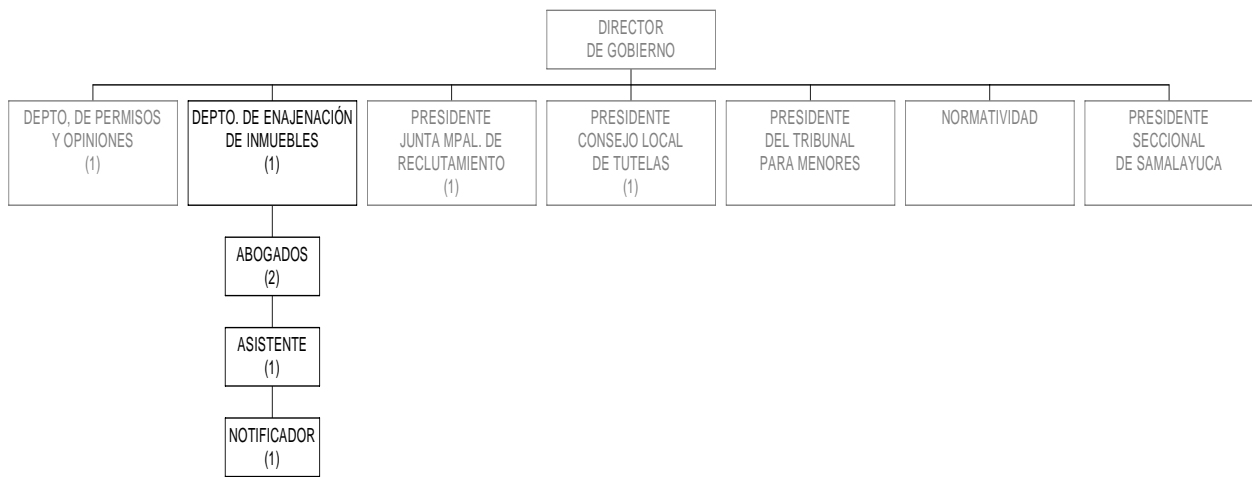 DIRECTOR
DE GOBIERNO
DEPTO, DE PERMISOS
Y OPINIONES
(1)
DEPTO. DE ENAJENACIÓN
DE INMUEBLES
(1)
PRESIDENTE
JUNTA MPAL. DE
RECLUTAMIENTO
(1)
PRESIDENTE
CONSEJO LOCAL
DE TUTELAS
(1)
PRESIDENTE
DEL TRIBUNAL
PARA MENORES
NORMATIVIDAD
PRESIDENTE
SECCIONAL
DE SAMALAYUCA
ABOGADOS
(2)
ASISTENTE
(1)
NOTIFICADOR
(1)